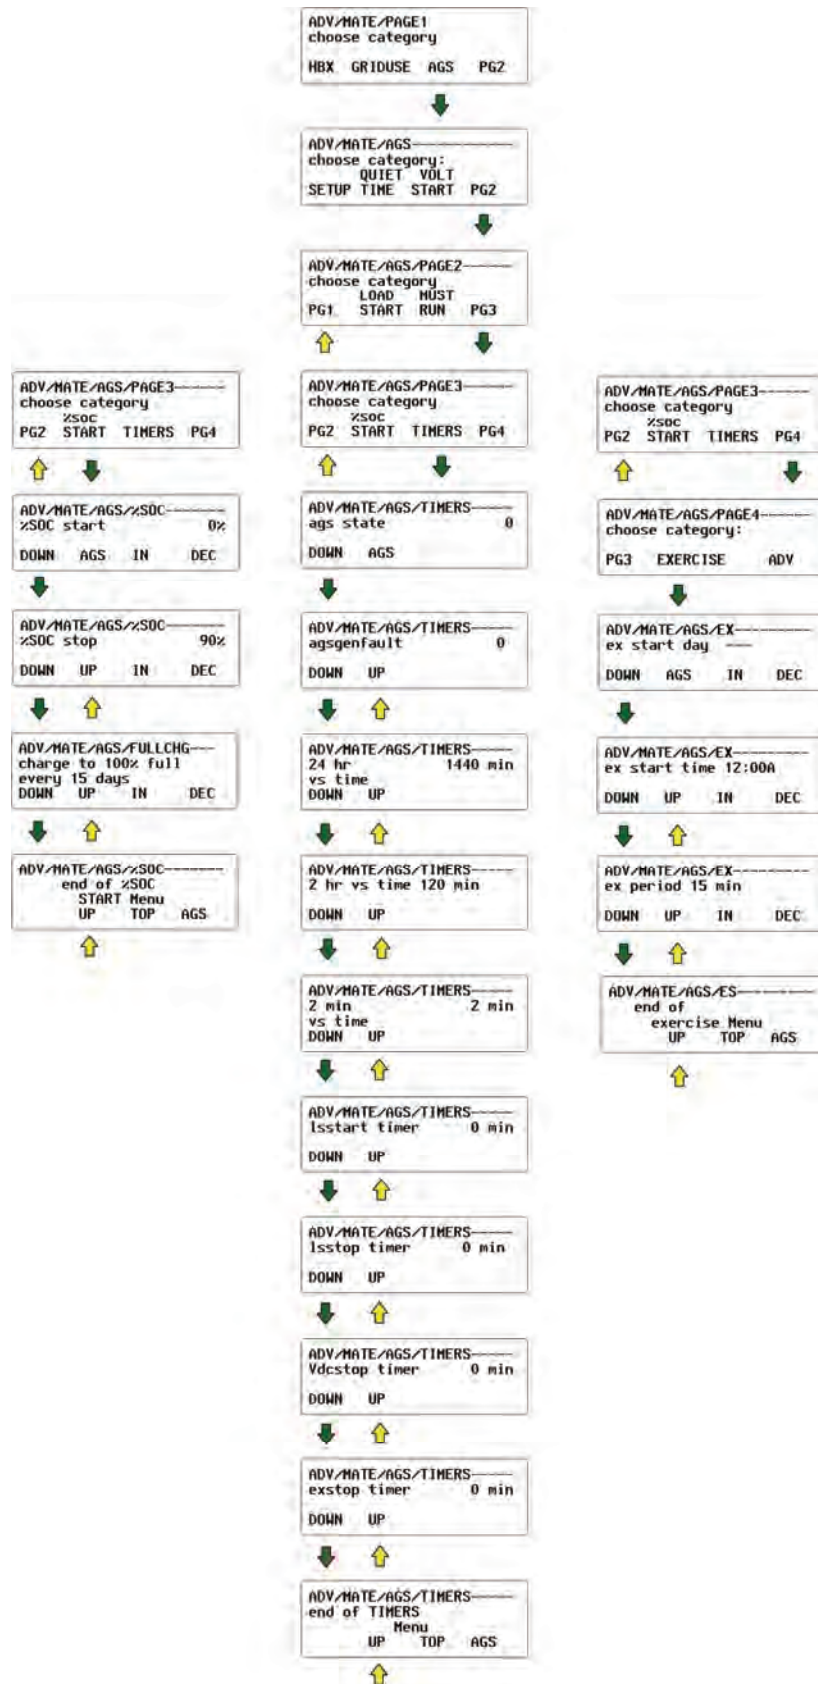 ADV/MATE/PAGE1
choose category
HBX GRIDUSE AGS PG2
ADV/MATE/AGS------------
choose category:
QUIET VOLT
SETUP TIME START PG2
ADV/MATE/AGS/PAGE2------
choose category
LOAD MUST
PG1 START RUN PG3
ADV/MATE/AGS/PAGE3------
choose category
%soc
PG2 START TIMERS PG4
ADV/MATE/AGS/%SOC-------
%SOC start 0%
DOWN AGS IN DEC
ADV/MATE/AGS/%SOC-------
%SOC stop 90%
DOWN UP IN DEC
ADV/MATE/AGS/FULLCHG---
charge to 100% full
every 15 days
DOWN UP IN DEC
ADV/MATE/AGS/%SOC-------
end of %SOC
START Menu
UP TOP AGS
ADV/MATE/AGS/PAGE3------
choose category
%soc
PG2 START TIMERS PG4
ADV/MATE/AGS/TIMERS-----
ags state 0
DOWN AGS
ADV/MATE/AGS/TIMERS-----
agsgenfault 0
DOWN UP
ADV/MATE/AGS/TIMERS-----
24 hr 1440 min
vs time
DOWN UP
ADV/MATE/AGS/TIMERS-----
2 hr vs time 120 min
DOWN UP
ADV/MATE/AGS/TIMERS-----
2 min 2 min
vs time
DOWN UP
ADV/MATE/AGS/TIMERS-----
lsstart timer 0 min
DOWN UP
ADV/MATE/AGS/TIMERS-----
lsstop timer 0 min
DOWN UP
ADV/MATE/AGS/TIMERS-----
Vdcstop timer 0 min
DOWN UP
ADV/MATE/AGS/TIMERS-----
exstop timer 0 min
DOWN UP
ADV/MATE/AGS/TIMERS-----
end of TIMERS
Menu
UP TOP AGS
ADV/MATE/AGS/PAGE3------
choose category
%soc
PG2 START TIMERS PG4
ADV/MATE/AGS/PAGE4------
choose category:
PG3 EXERCISE ADV
ADV/MATE/AGS/EX---------
ex start day ---
DOWN AGS IN DEC
ADV/MATE/AGS/EX---------
ex start time 12:00A
DOWN UP IN DEC
ADV/MATE/AGS/EX---------
ex period 15 min
DOWN UP IN DEC
ADV/MATE/AGS/ES---------
end of
exercise Menu
UP TOP AGS